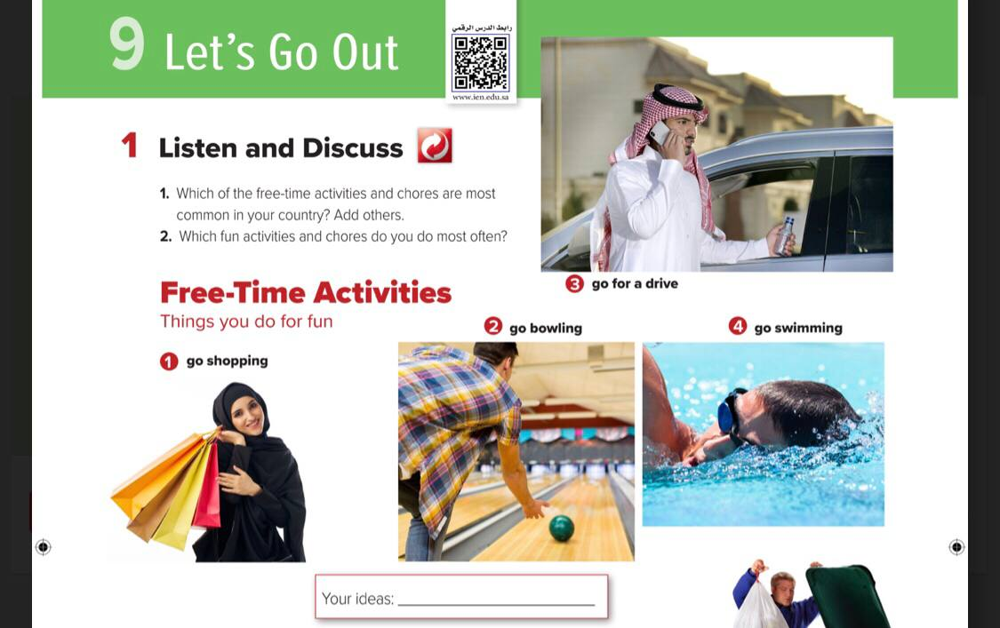 9 Let's Go Out
رابط الدرس الرقمي
www.ien.edu.sa
1 Listen and Discuss
1. Which of the free-time activities and chores are most
common in your country? Add others.
2. Which fun activities and chores do you do most often?
3 go for a drive
Free-Time Activities
Things you do for fun
2 go bowling
4 go swimming
1 go shopping
Your ideas: